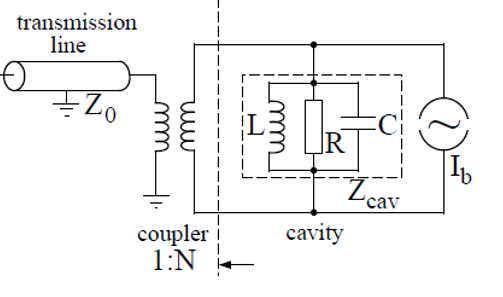 transmission
line
Z0
L
R
C
Ib
Zcav
coupler
1:N
cavity